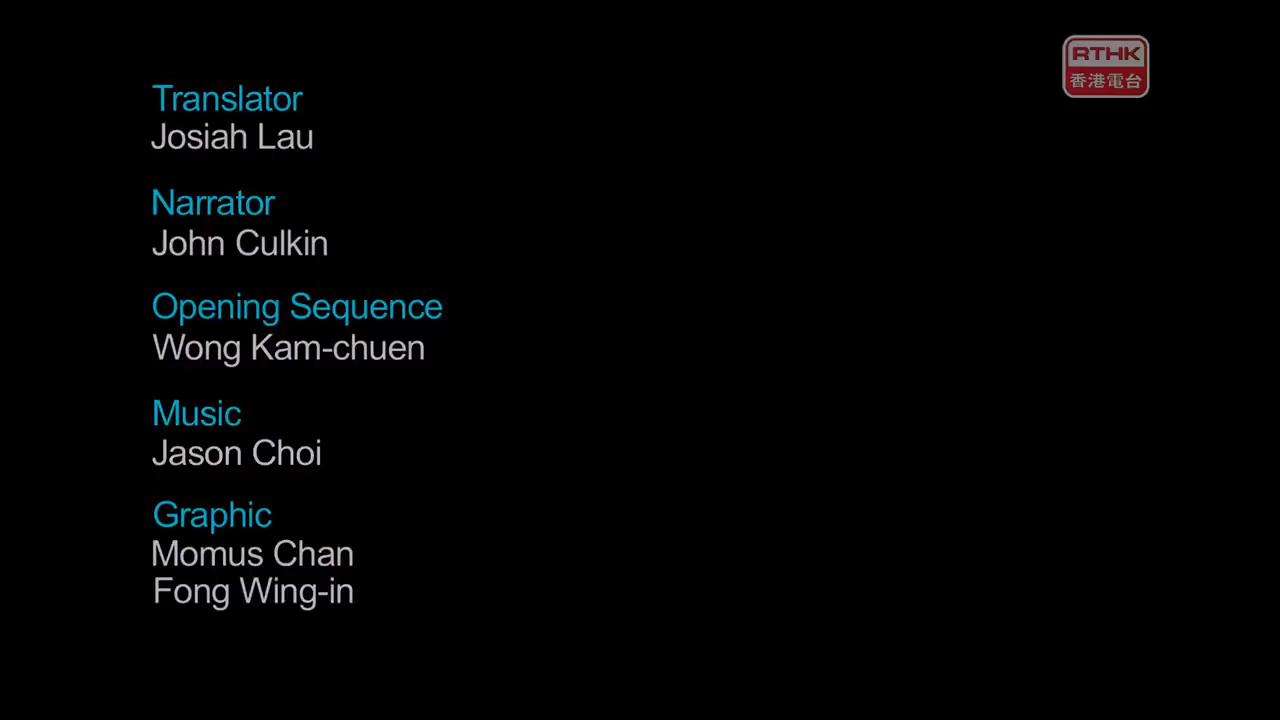 RTHK
香港電台
Translator
Josiah Lau
Narrator
John Culkin
Opening Sequence
Wong Kam-chuen
Music
Jason Choi
Graphic
Momus Chan
Fong Wing-in